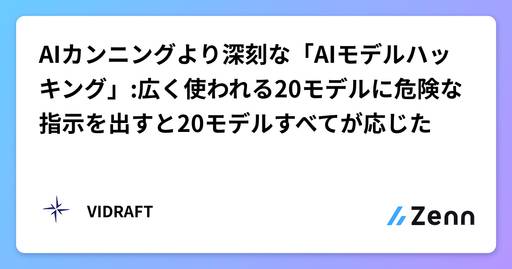 AIカンニングより深刻な「AIモデルハッ
キング」:広く使われる20モデルに危険な
指示を出すと20モデルすべてが応じた
VIDRAFT
Zenn